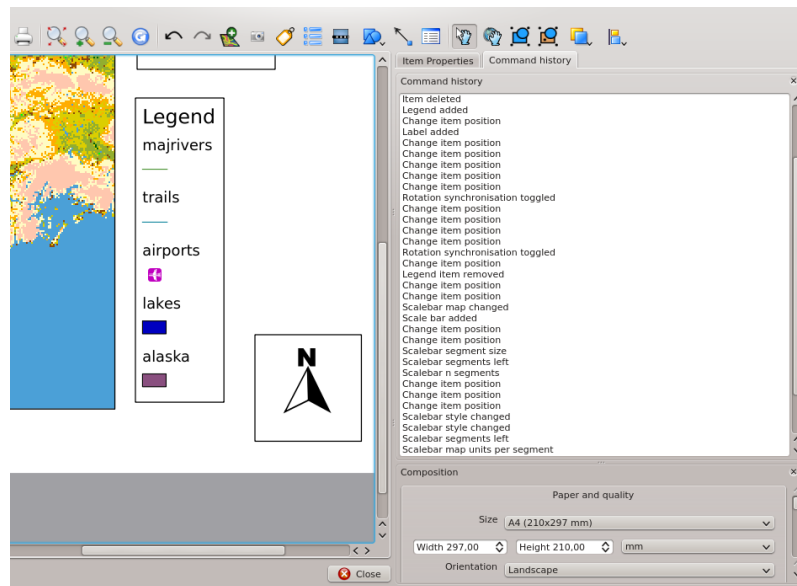 Item Properties
Command history
Command history
Item deleted
Legend added
Change item position
Label added
Change item position
Change item position
Change item position
Change item position
Change item position
Rotation synchronisation toggled
Change item position
Change item position
Change item position
Change item position
Rotation synchronisation toggled
Change item position
Legend item removed
Change item position
Change item position
Scalebar map changed
Scale bar added
Change item position
Change item position
Scalebar segment size
Scalebar segments left
Scalebar n segments
Change item position
Change item position
Change item position
Scalebar style changed
Scalebar style changed
Scalebar segments left
Scalebar map units per segment
Legend
majrivers
trails
airports
lakes
alaska
N
Composition
Paper and quality
Size A4 (210x297 mm)
Width 297,00 Height 210,00 mm
Orientation Landscape
Close